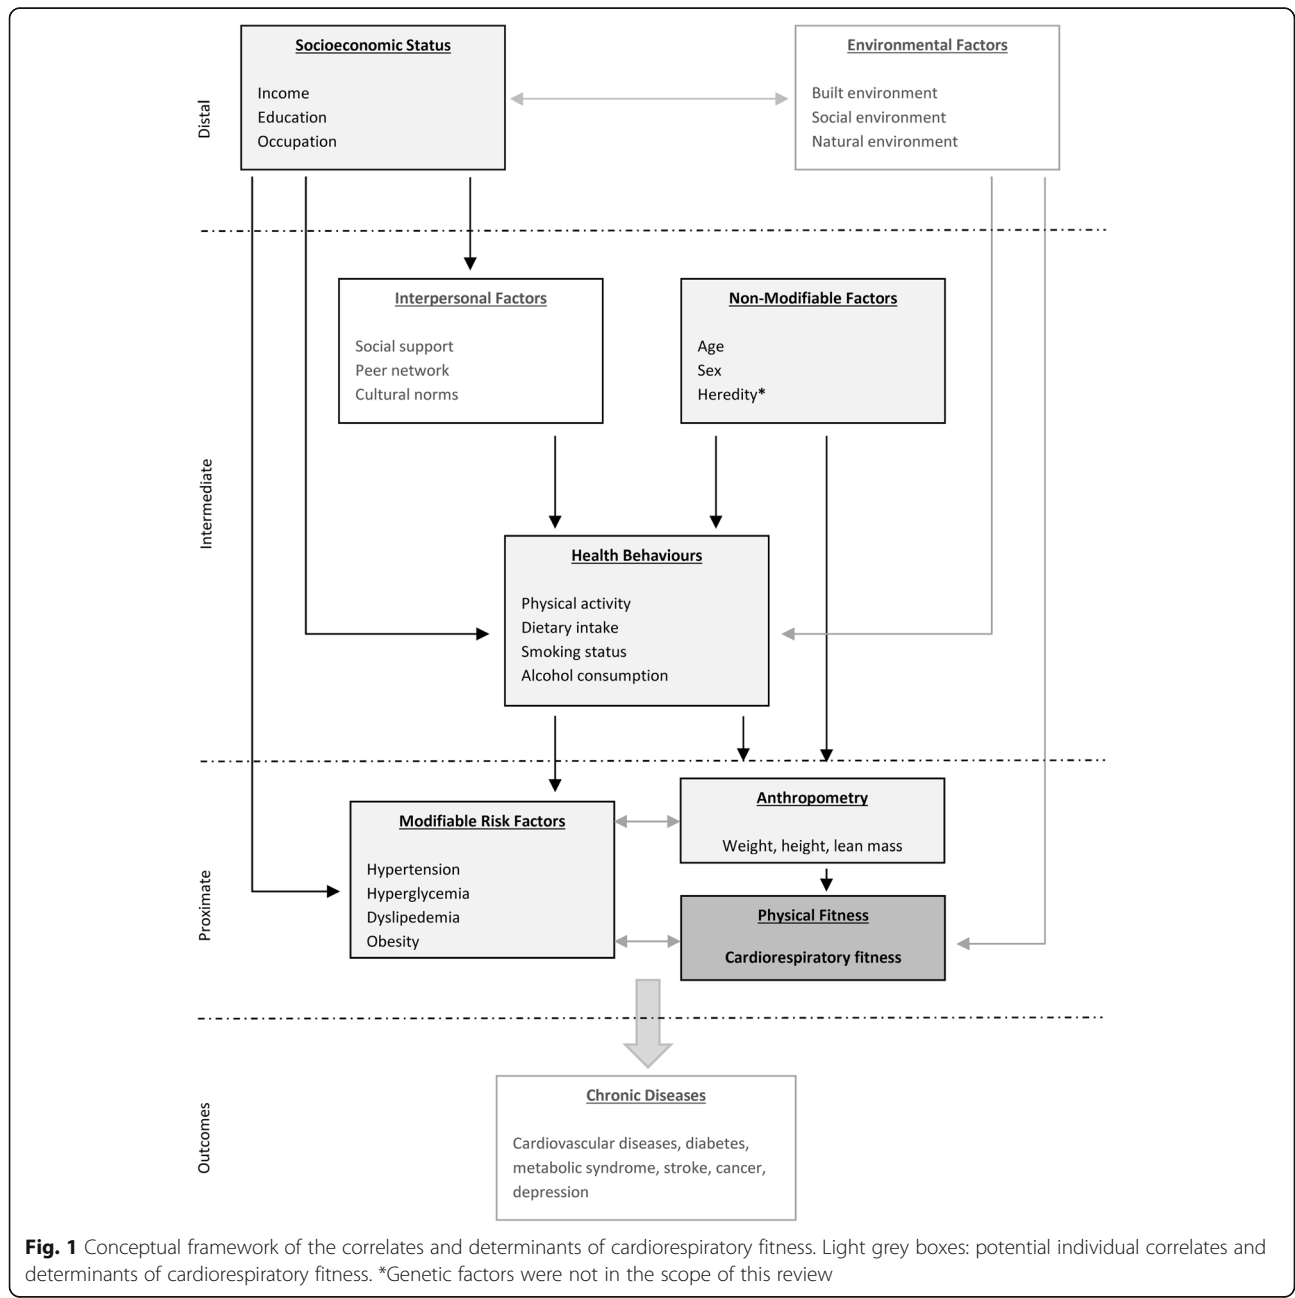 Distal
Socioeconomic Status
Income
Education
Occupation
Environmental Factors
Built environment
Social environment
Natural environment
Intermediate
Interpersonal Factors
Social support
Peer network
Cultural norms
Non-Modifiable Factors
Age
Sex
Heredity*
Health Behaviours
Physical activity
Dietary intake
Smoking status
Alcohol consumption
Proximate
Modifiable Risk Factors
Hypertension
Hyperglycemia
Dyslipedemia
Obesity
Anthropometry
Weight, height, lean mass
Physical Fitness
Cardiorespiratory fitness
Outcomes
Chronic Diseases
Cardiovascular diseases, diabetes,
metabolic syndrome, stroke, cancer,
depression
Fig. 1 Conceptual framework of the correlates and determinants of cardiorespiratory fitness. Light grey boxes: potential individual correlates and
determinants of cardiorespiratory fitness. *Genetic factors were not in the scope of this review